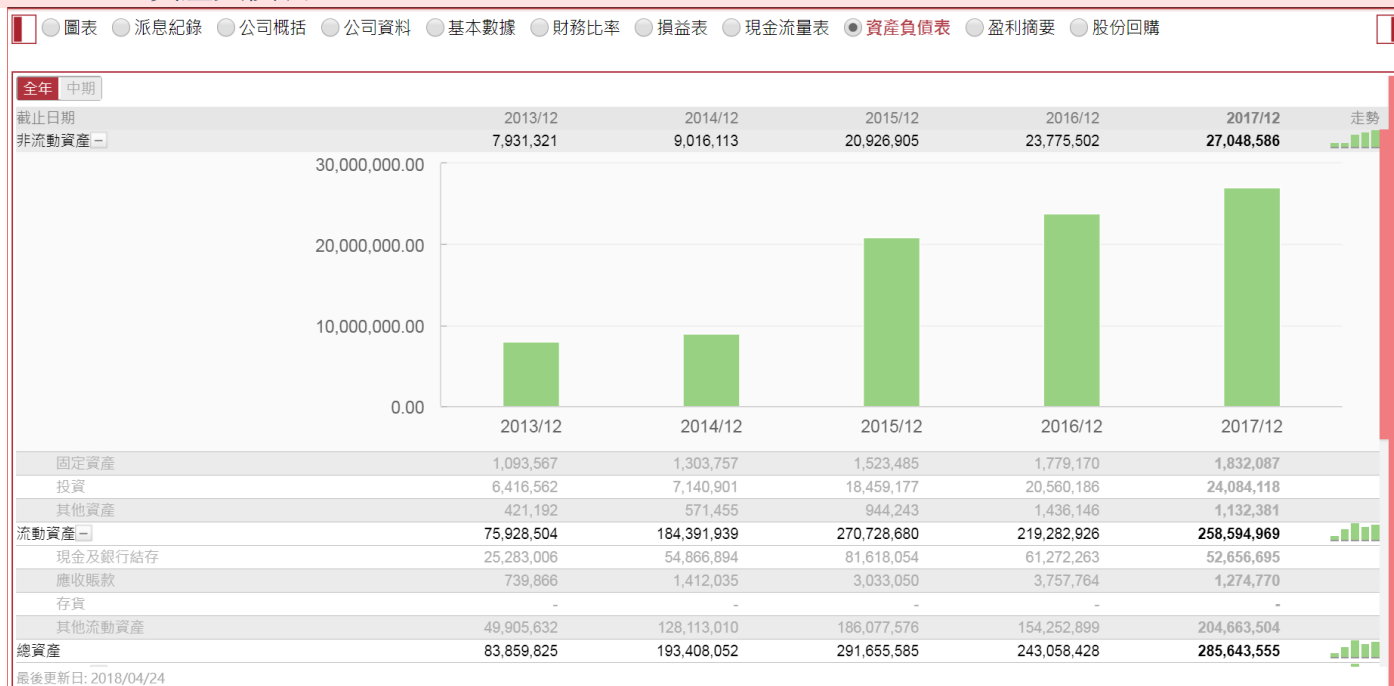 圖表 派息紀錄 公司概括 公司資料 基本數據 財務比率 損益表 現金流量表 資產負債表 盈利摘要 股份回購
全年 中期
截止日期 2013/12 2014/12 2015/12 2016/12 2017/12 走勢
非流動資產 7,931,321 9,016,113 20,926,905 23,775,502 27,048,586
30,000,000.00
20,000,000.00
10,000,000.00
0.00
2013/12 2014/12 2015/12 2016/12 2017/12
固定資產 1,093,567 1,303,757 1,523,485 1,779,170 1,832,087
投資 6,416,562 7,140,901 18,459,177 20,560,186 24,084,118
其他資產 421,192 571,455 944,243 1,436,146 1,132,381
流動資產 75,928,504 184,391,939 270,728,680 219,282,926 258,594,969
現金及銀行結存 25,283,006 54,866,894 81,618,054 61,272,263 52,656,695
應收賬款 739,866 1,412,035 3,033,050 3,757,764 1,274,770
存貨 - - - - -
其他流動資產 49,905,632 128,113,010 186,077,576 154,252,899 204,663,504
總資產 83,859,825 193,408,052 291,655,585 243,058,428 285,643,555
最後更新日: 2018/04/24